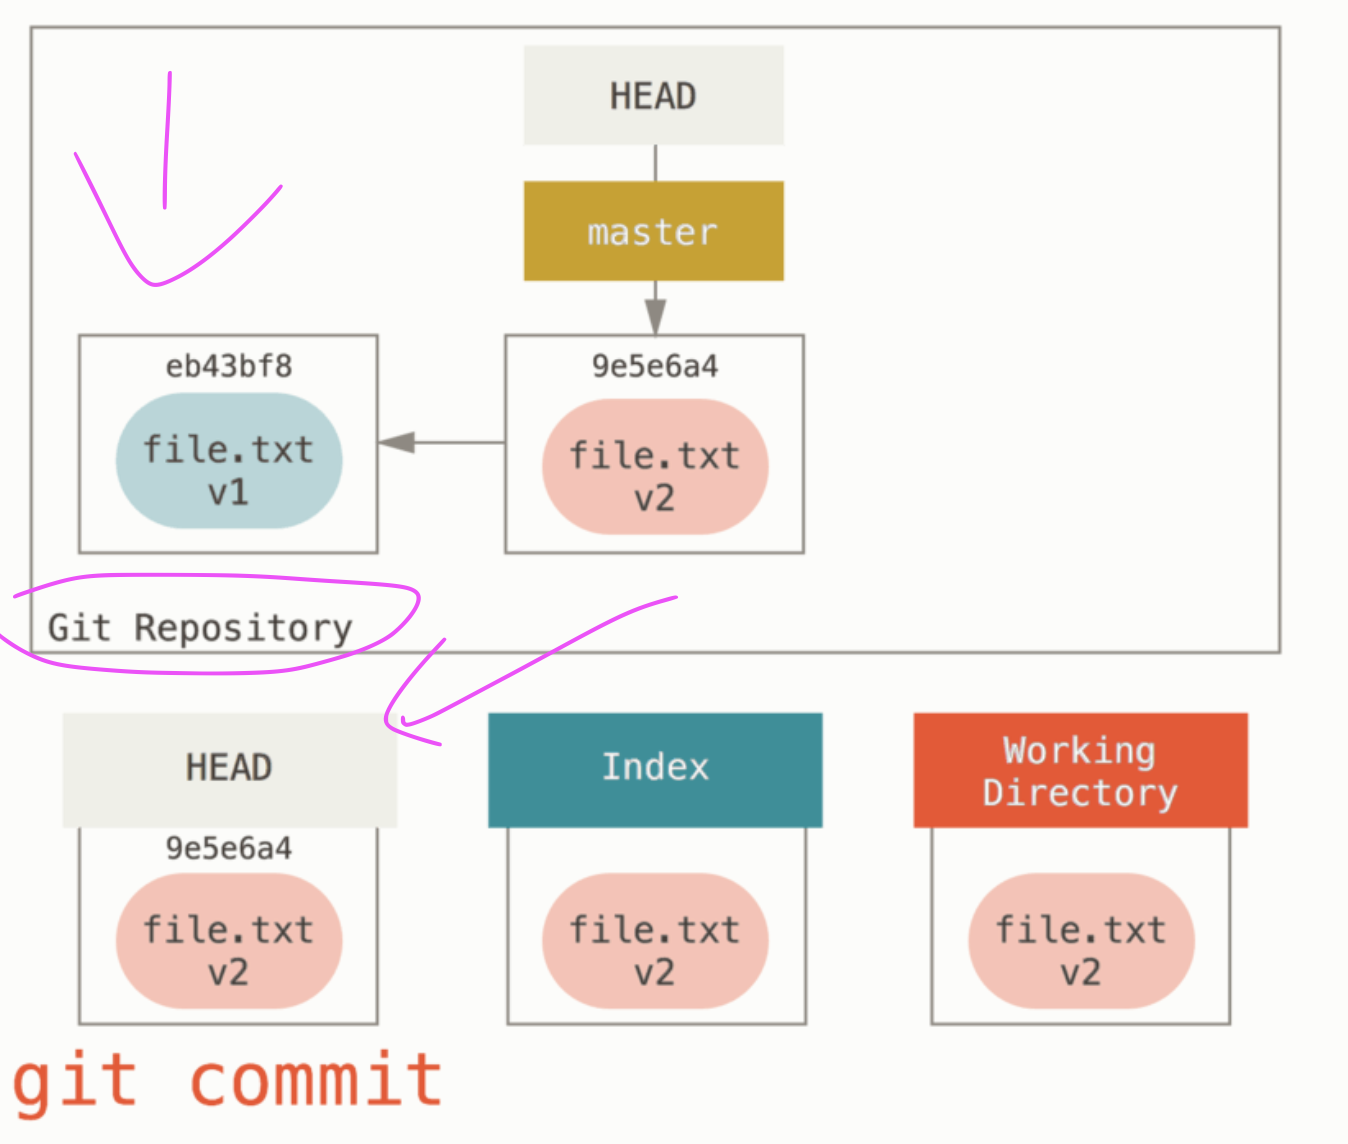 HEAD
master
eb43bf8
file.txt
v1
9e5e6a4
file.txt
v2
Git Repository
HEAD
9e5e6a4
file.txt
v2
Index
file.txt
v2
Working
Directory
file.txt
v2
git commit